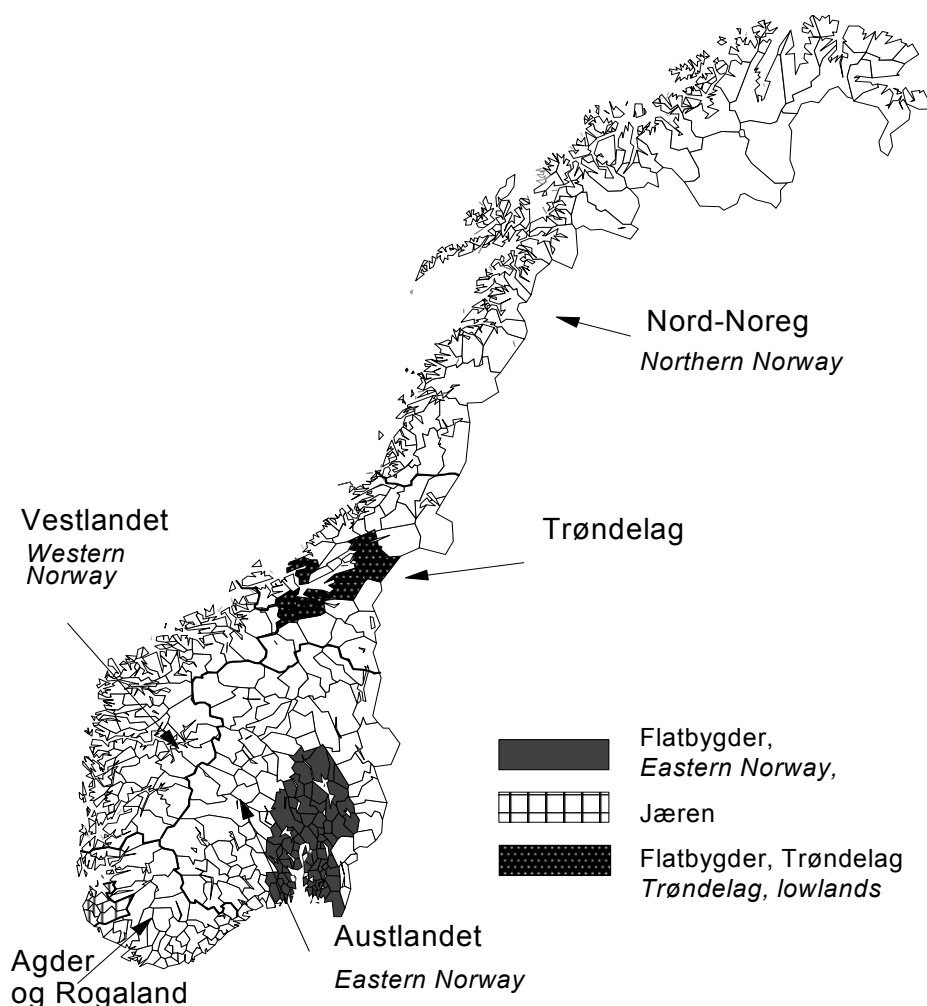 Nord-Noreg
Northern Norway
Vestlandet
Western
Norway
Trøndelag
Flatbygder,
Eastern Norway,
Jæren
Flatbygder, Trøndelag
Trøndelag, lowlands
Austlandet
Eastern Norway
Agder
og Rogaland